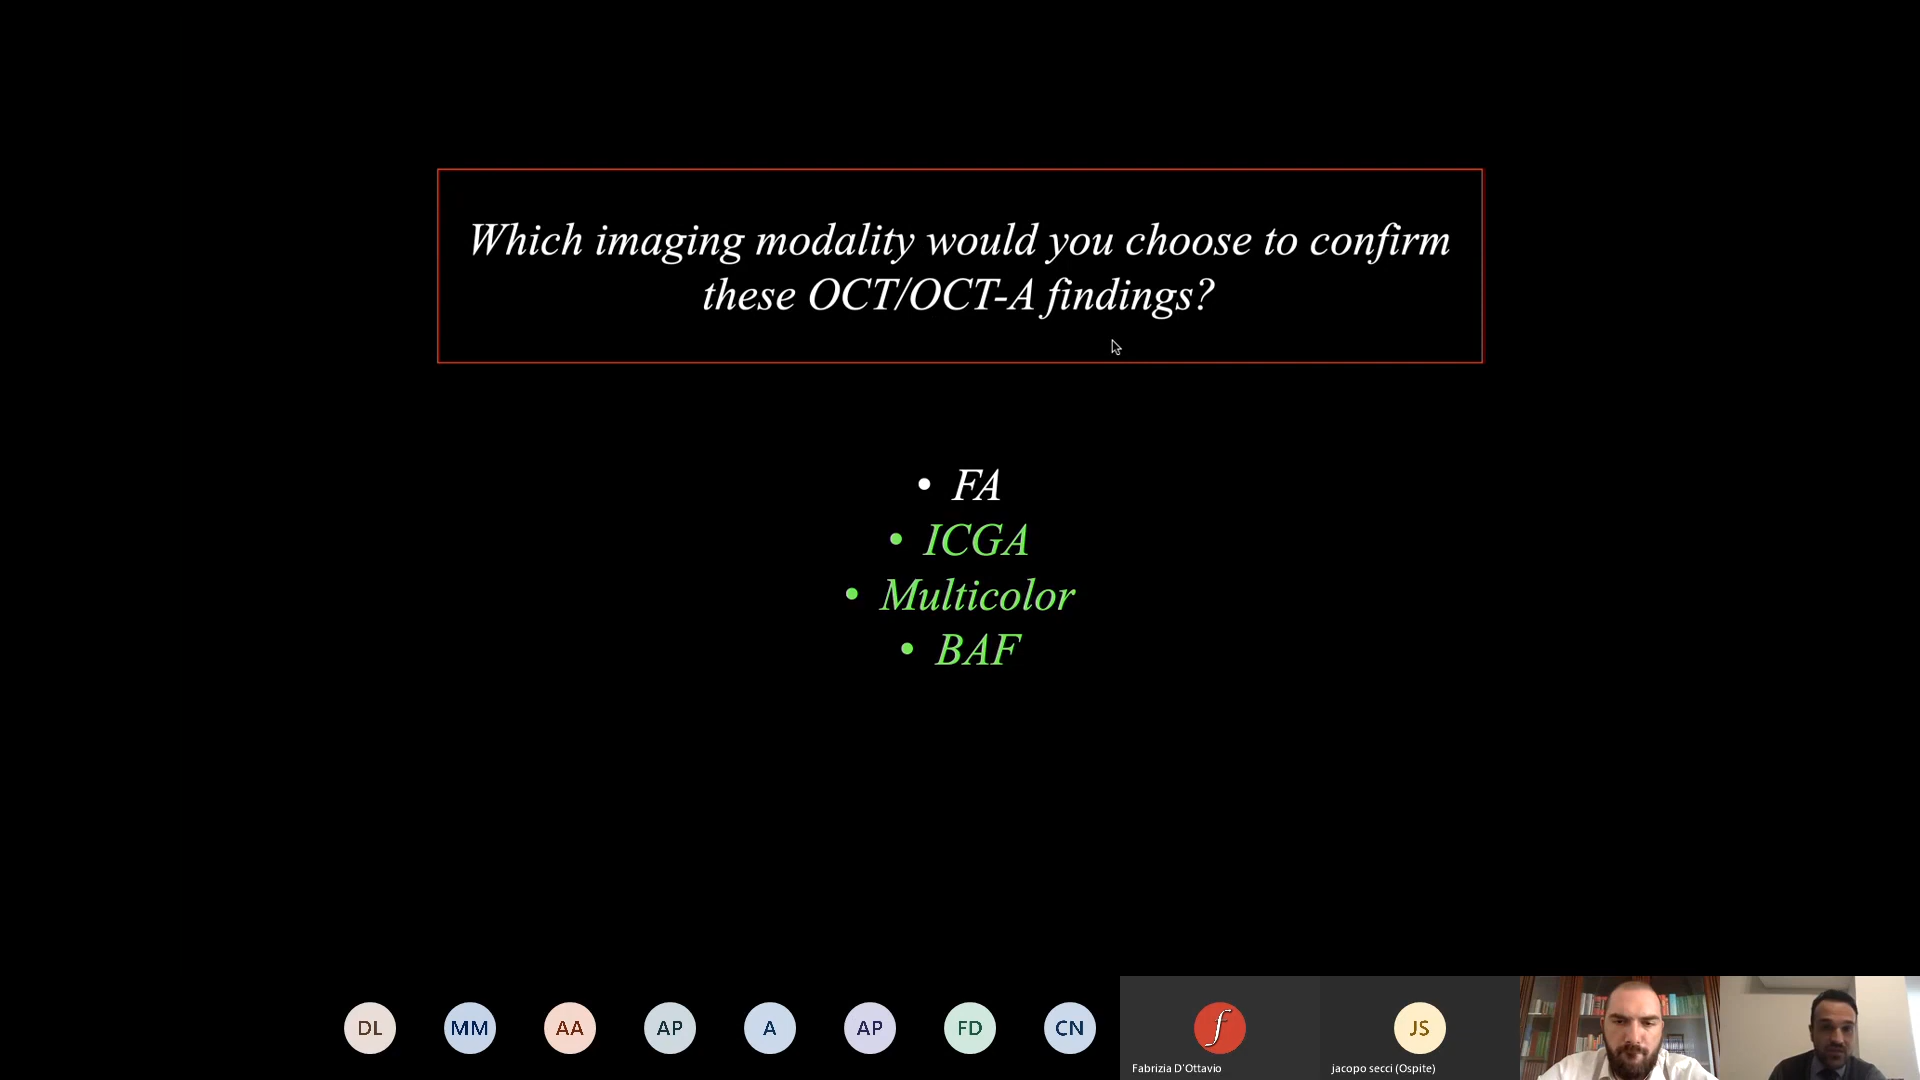 Which imaging modality would you choose to confirm
these OCT/OCT-A findings?
• FA
• ICGA
• Multicolor
• BAF
DL
MM
AA
AP
A
AP
FD
CN
f
JS
Fabrizia D'Ottavio
jacopo secci (Ospite)